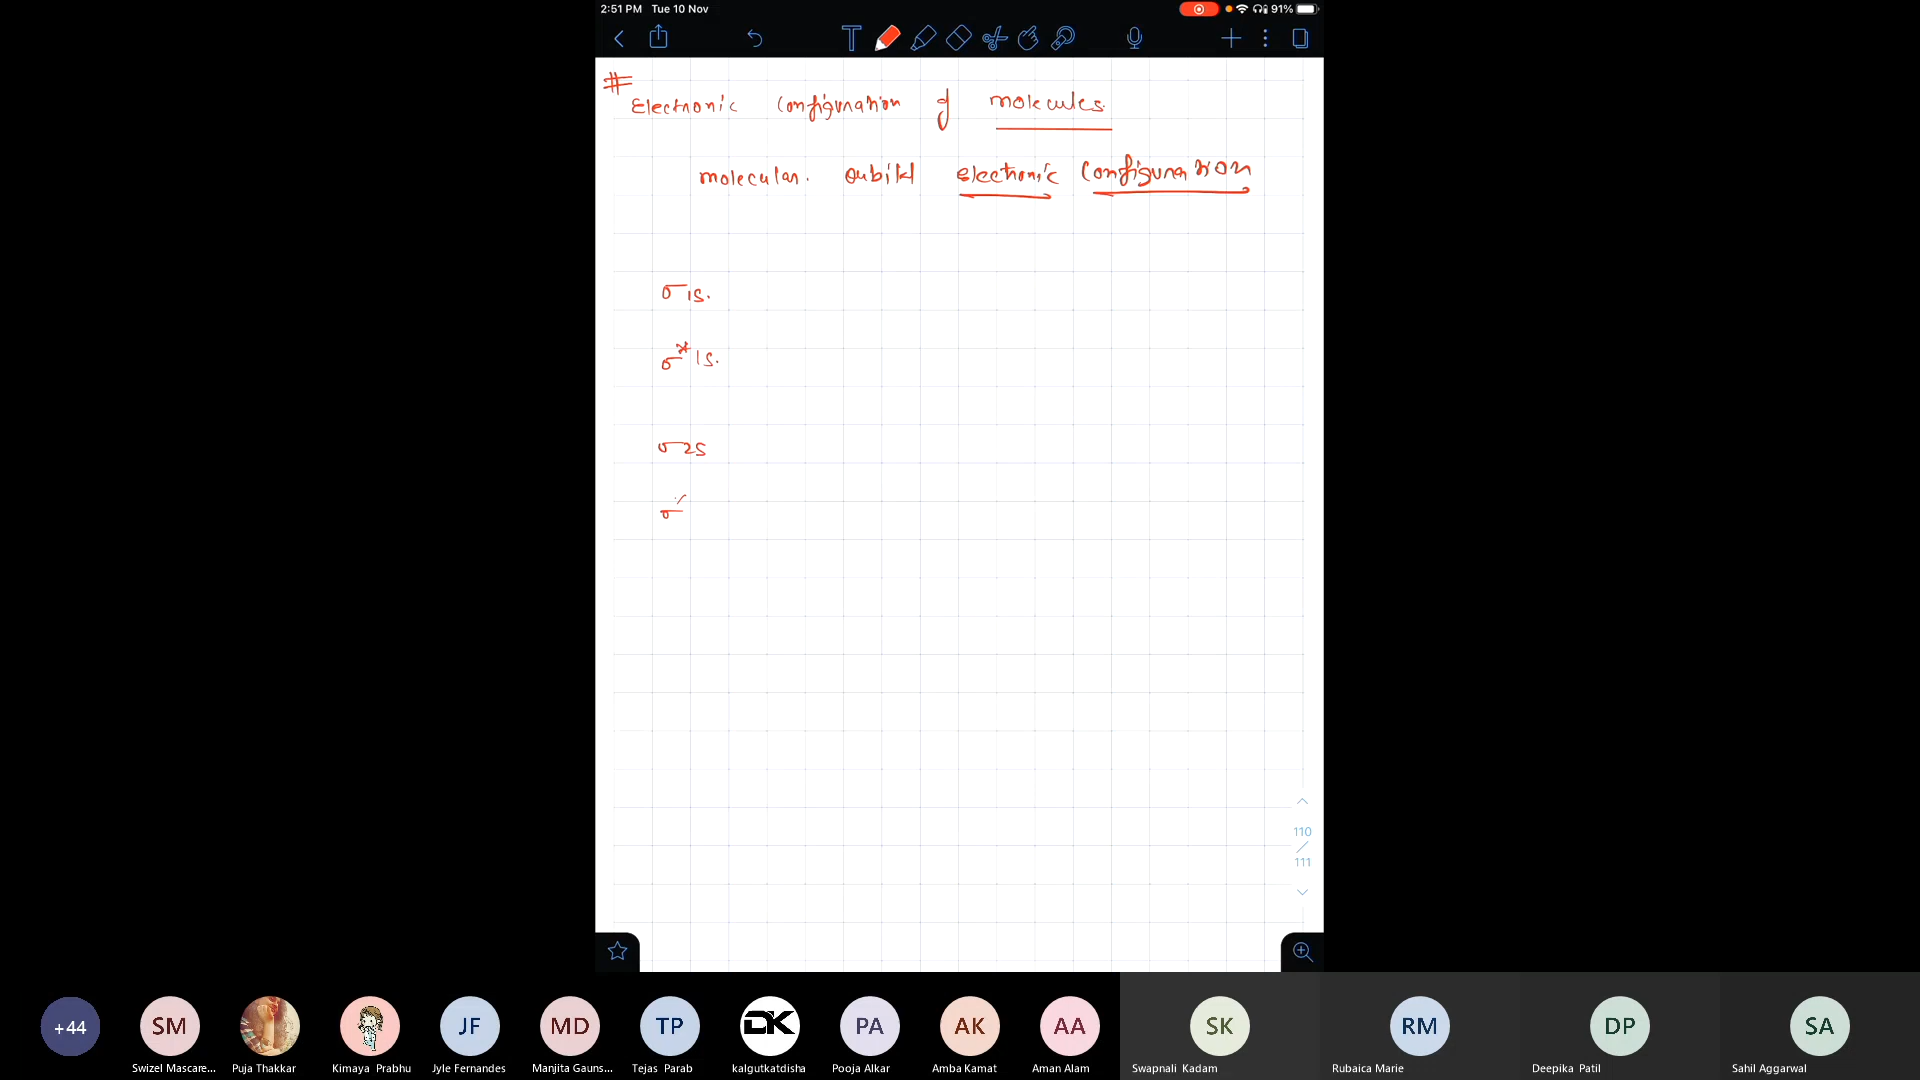 2:51 PM Tue 10 Nov
91%
T
#
Electronic Configuration of molecules.
molecular. Orbital electronic Configuration
σ 1s.
σ* 1s.
σ 2s
σ
110
/
111
+44 SM JF MD TP DK PA AK AA SK RM DP SA
Swizel Mascare... Puja Thakkar Kimaya Prabhu Jyle Fernandes Manjita Gauns... Tejas Parab kalgutkatdisha Pooja Alkar Amba Kamat Aman Alam Swapnali Kadam Rubaica Marie Deepika Patil Sahil Aggarwal